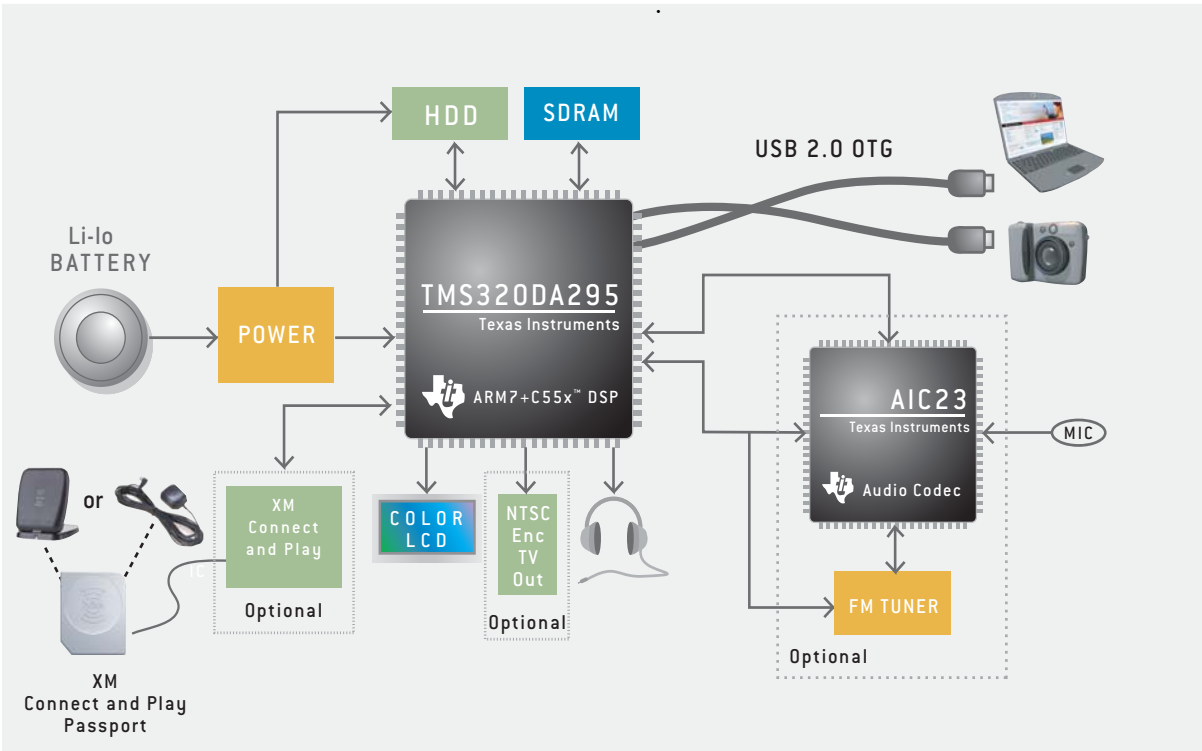 HDD
SDRAM
USB 2.0 OTG
Li-Io
BATTERY
POWER
TMS320DA295
Texas Instruments
ARM7+C55x™ DSP
AIC23
Texas Instruments
Audio Codec
MIC
or
XM
Connect
and Play
IC
Optional
COLOR
LCD
NTSC
Enc
TV
Out
Optional
FM TUNER
Optional
XM
Connect and Play
Passport